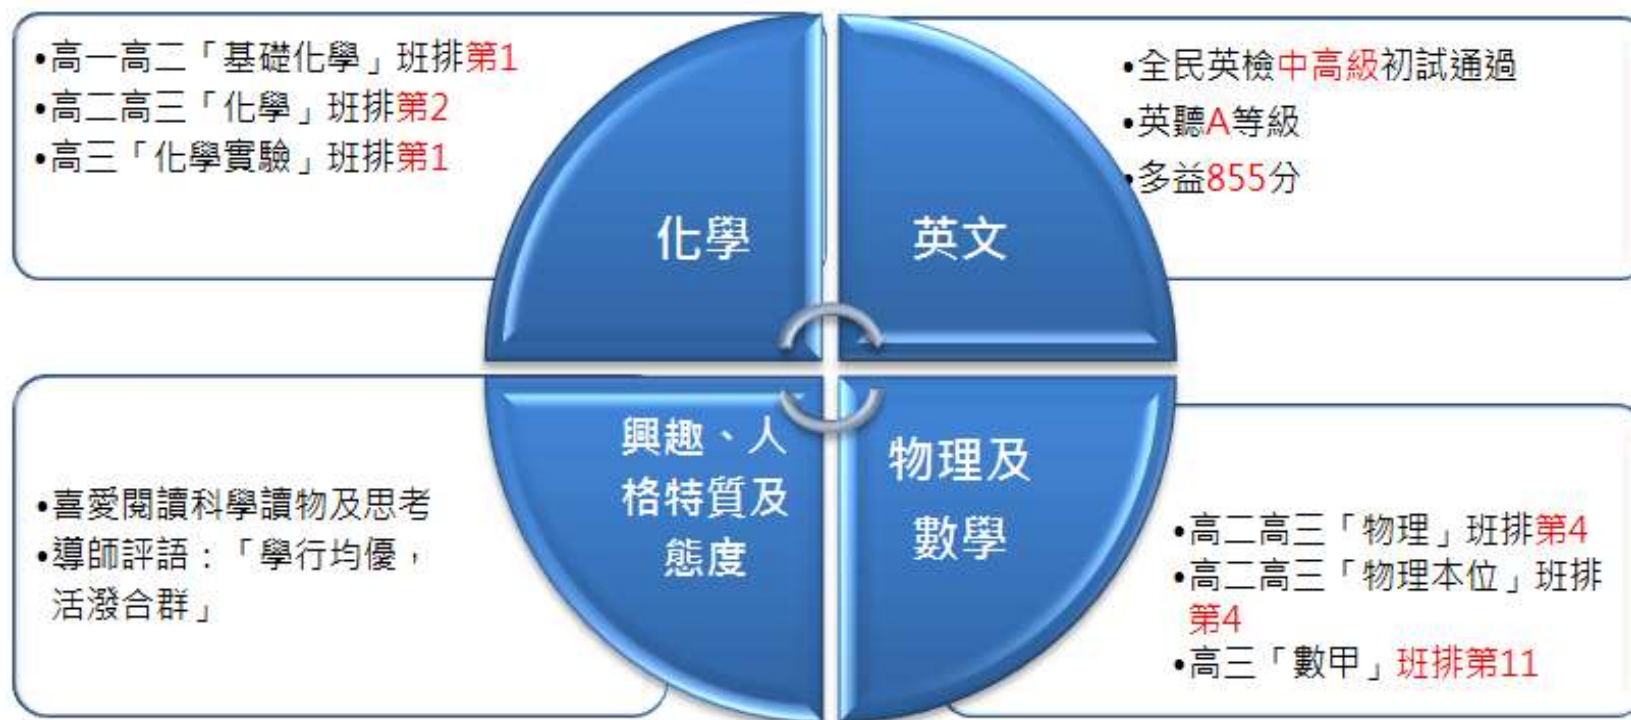 •高一高二「基礎化學」班排第1
•高二高三「化學」班排第2
•高三「化學實驗」班排第1
化學
•全民英檢中高級初試通過
•英聽A等級
•多益855分
英文
•喜愛閱讀科學讀物及思考
•導師評語：「學行均優，
活潑合群」
興趣、人
格特質及
態度
物理及
數學
•高二高三「物理」班排第4
•高二高三「物理本位」班排
第4
•高三「數甲」班排第11